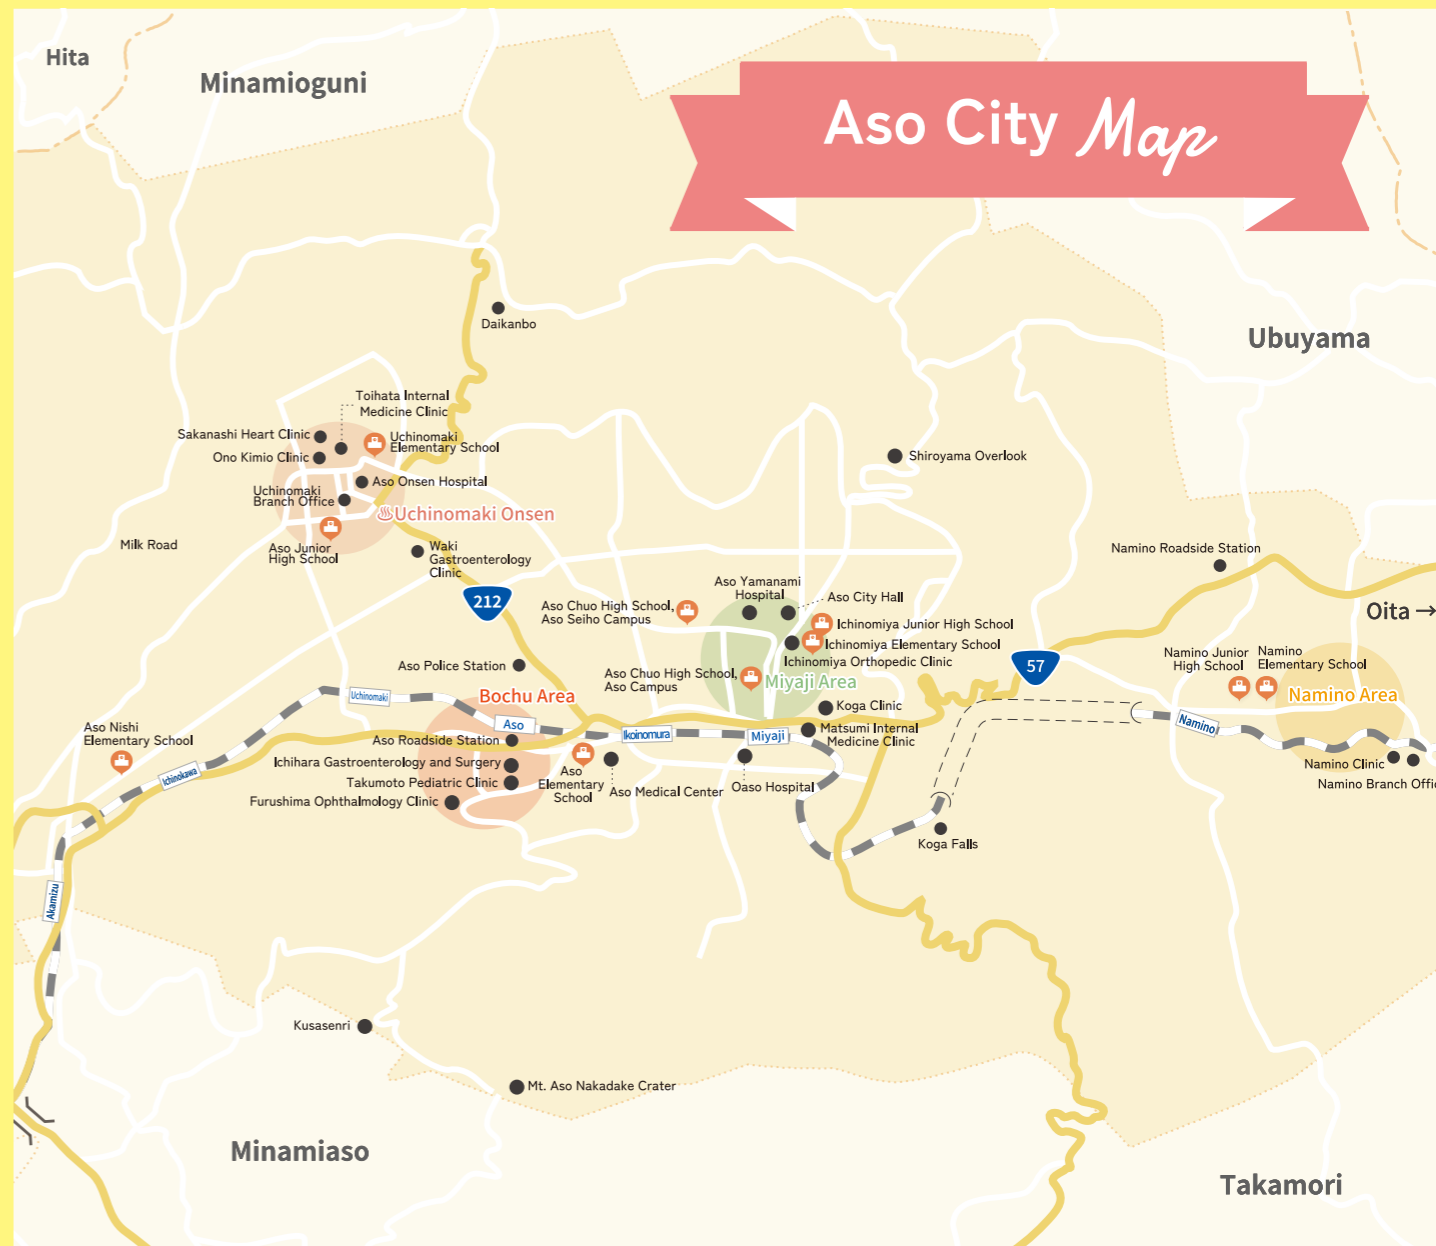 Aso City Map
Hita
Minamioguni
Daikanbo
Ubuyama
Toihata Internal
Medicine Clinic
Sakanashi Heart Clinic
Uchinomaki
Elementary School
Ono Kimio Clinic
Aso Onsen Hospital
Uchinomaki
Branch Office
Uchinomaki Onsen
Shiroyama Overlook
Milk Road
Aso Junior
High School
Waki
Gastroenterology
Clinic
212
Namino Roadside Station
Aso Yamanami
Hospital
Aso City Hall
Aso Chuo High School,
Aso Seiho Campus
Ichinomiya Junior High School
Ichinomiya Elementary School
Ichinomiya Orthopedic Clinic
Oita →
57
Aso Police Station
Aso Chuo High School,
Aso Campus
Miyaji Area
Namino Junior
High School
Namino
Elementary School
Namino Area
Uchinomaki
Bochu Area
Koga Clinic
Aso
Ikoinomura
Miyaji
Matsumi Internal
Medicine Clinic
Namino
Aso Nishi
Elementary School
Aso Roadside Station
Ichihara Gastroenterology and Surgery
Takumoto Pediatric Clinic
Furushima Ophthalmology Clinic
Ichinokawa
Aso
Elementary
School
Aso Medical Center
Oaso Hospital
Namino Clinic
Namino Branch Offic
Koga Falls
Akamizu
Kusasenri
Mt. Aso Nakadake Crater
Minamiaso
Takamori